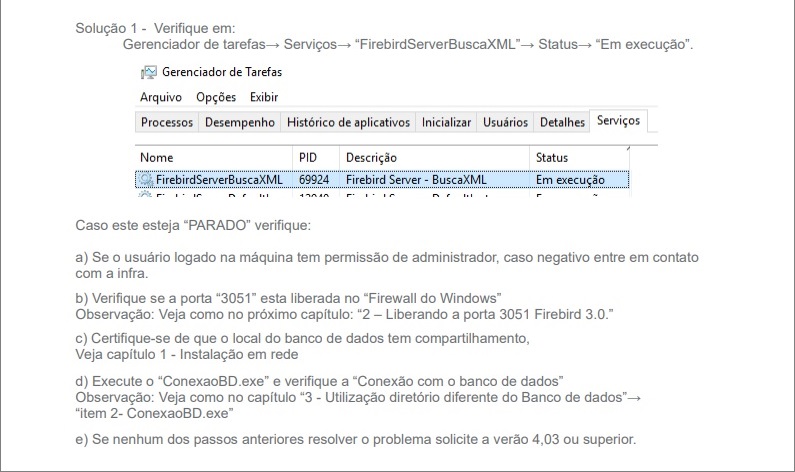 Solução 1 - Verifique em:
Gerenciador de tarefas→ Serviços→ “FirebirdServerBuscaXML”→ Status→ “Em execução”.
Gerenciador de Tarefas
Arquivo Opções Exibir
Processos Desempenho Histórico de aplicativos Inicializar Usuários Detalhes Serviços
Nome PID Descrição Status
FirebirdServerBuscaXML 69924 Firebird Server - BuscaXML Em execução
Caso este esteja “PARADO” verifique:
a) Se o usuário logado na máquina tem permissão de administrador, caso negativo entre em contato
com a infra.
b) Verifique se a porta “3051” esta liberada no “Firewall do Windows”
Observação: Veja como no próximo capítulo: “2 – Liberando a porta 3051 Firebird 3.0.”
c) Certifique-se de que o local do banco de dados tem compartilhamento,
Veja capítulo 1 - Instalação em rede
d) Execute o “ConexaoBD.exe” e verifique a “Conexão com o banco de dados”
Observação: Veja como no capítulo “3 - Utilização diretório diferente do Banco de dados”→
“item 2- ConexaoBD.exe”
e) Se nenhum dos passos anteriores resolver o problema solicite a verão 4,03 ou superior.